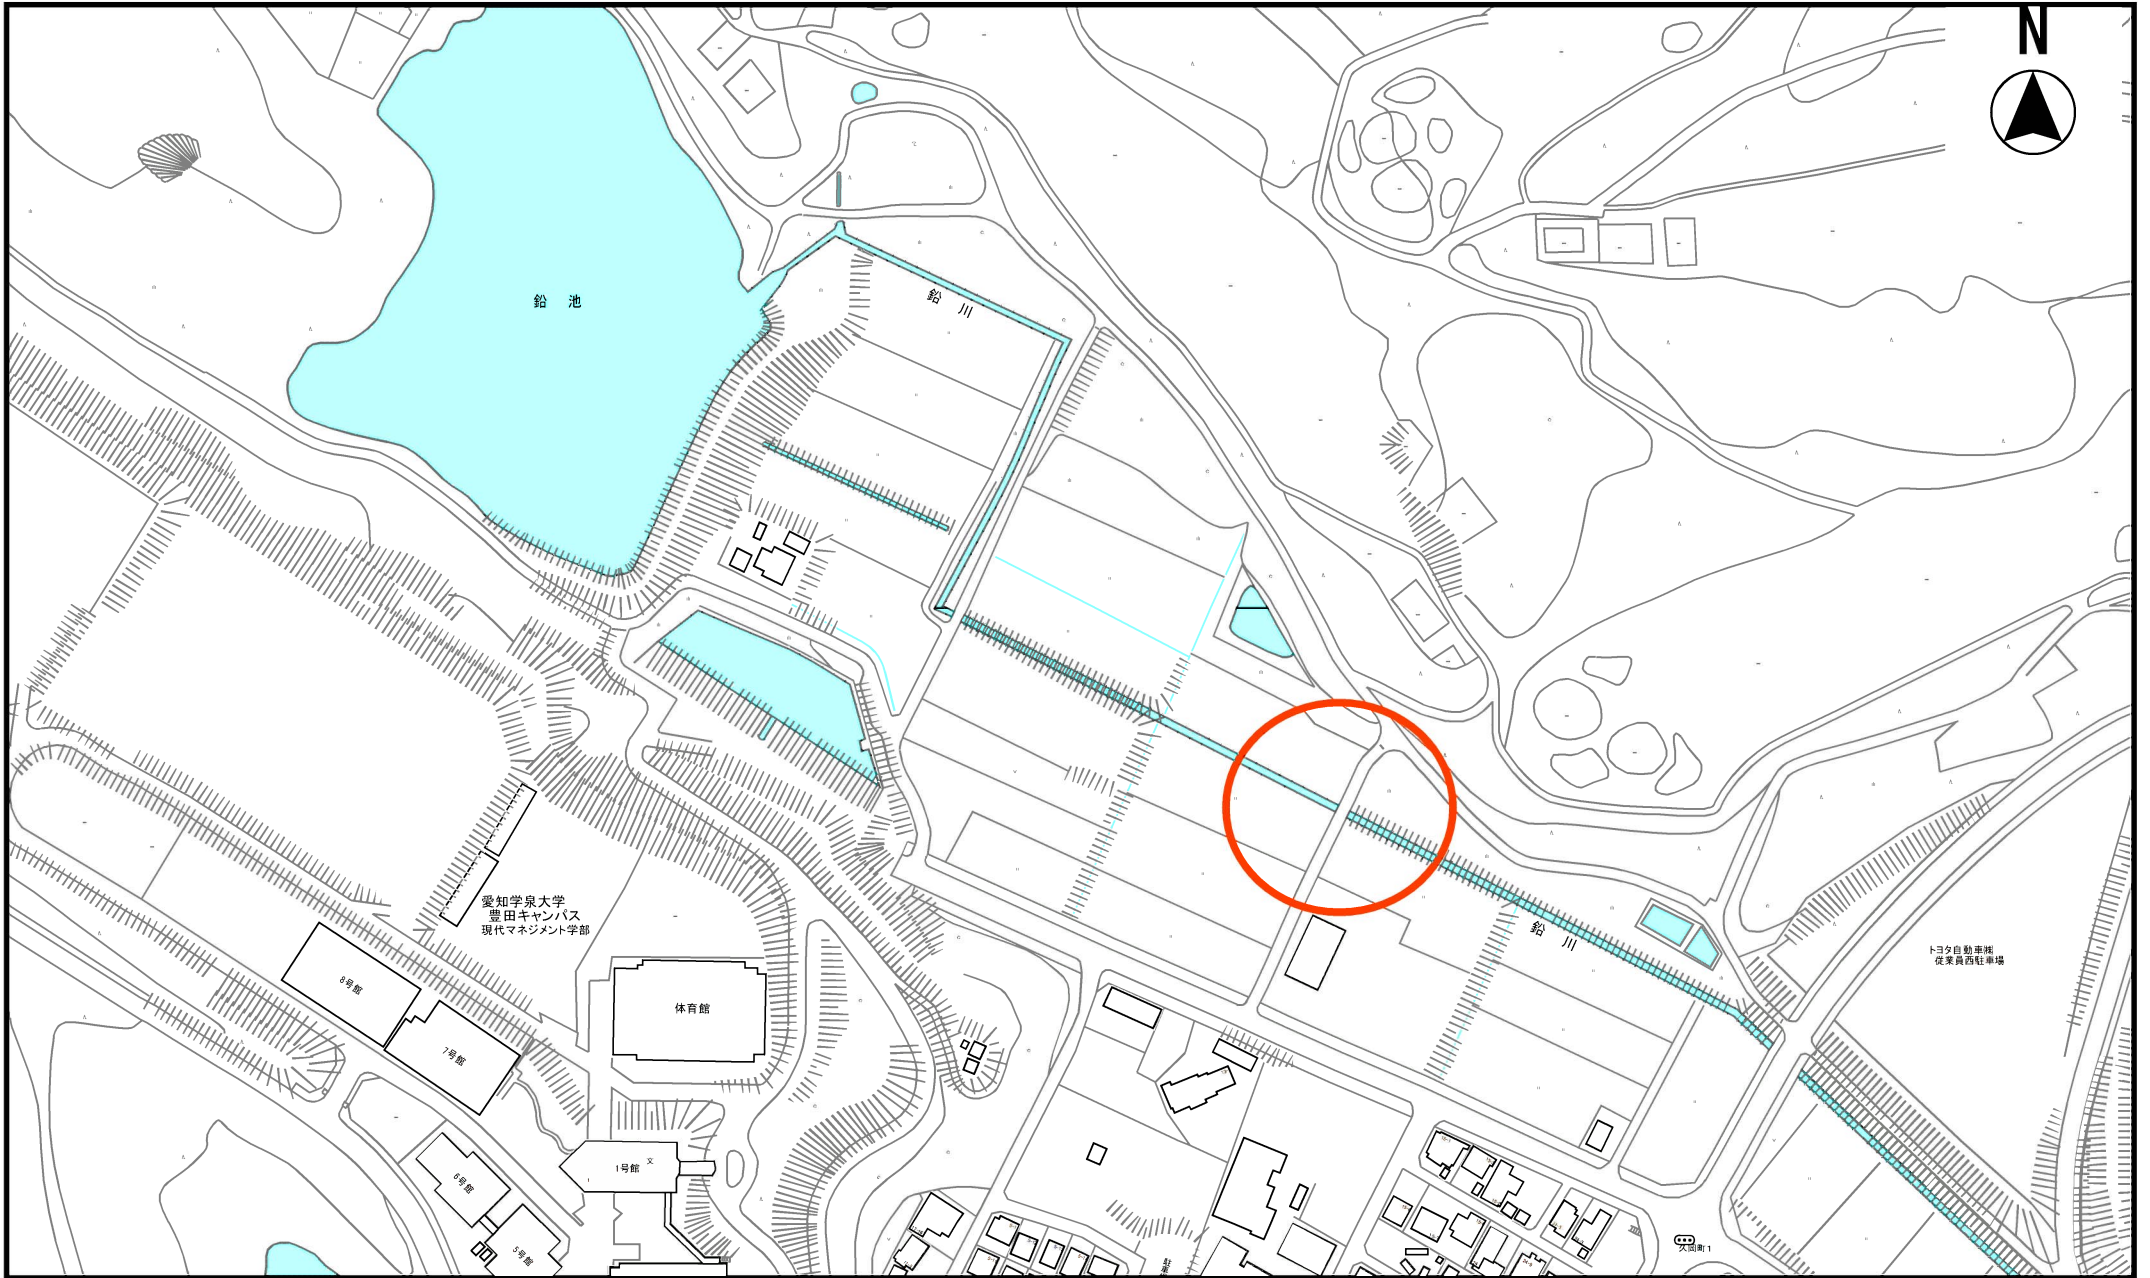 N
鉛池
鉛川
愛知学泉大学
豊田キャンパス
現代マネジメント学部
鉛川
トヨタ自動車㈱
従業員西駐車場
8号館
体育館
7号館
1号館
文
6号館
5号館
久岡町1